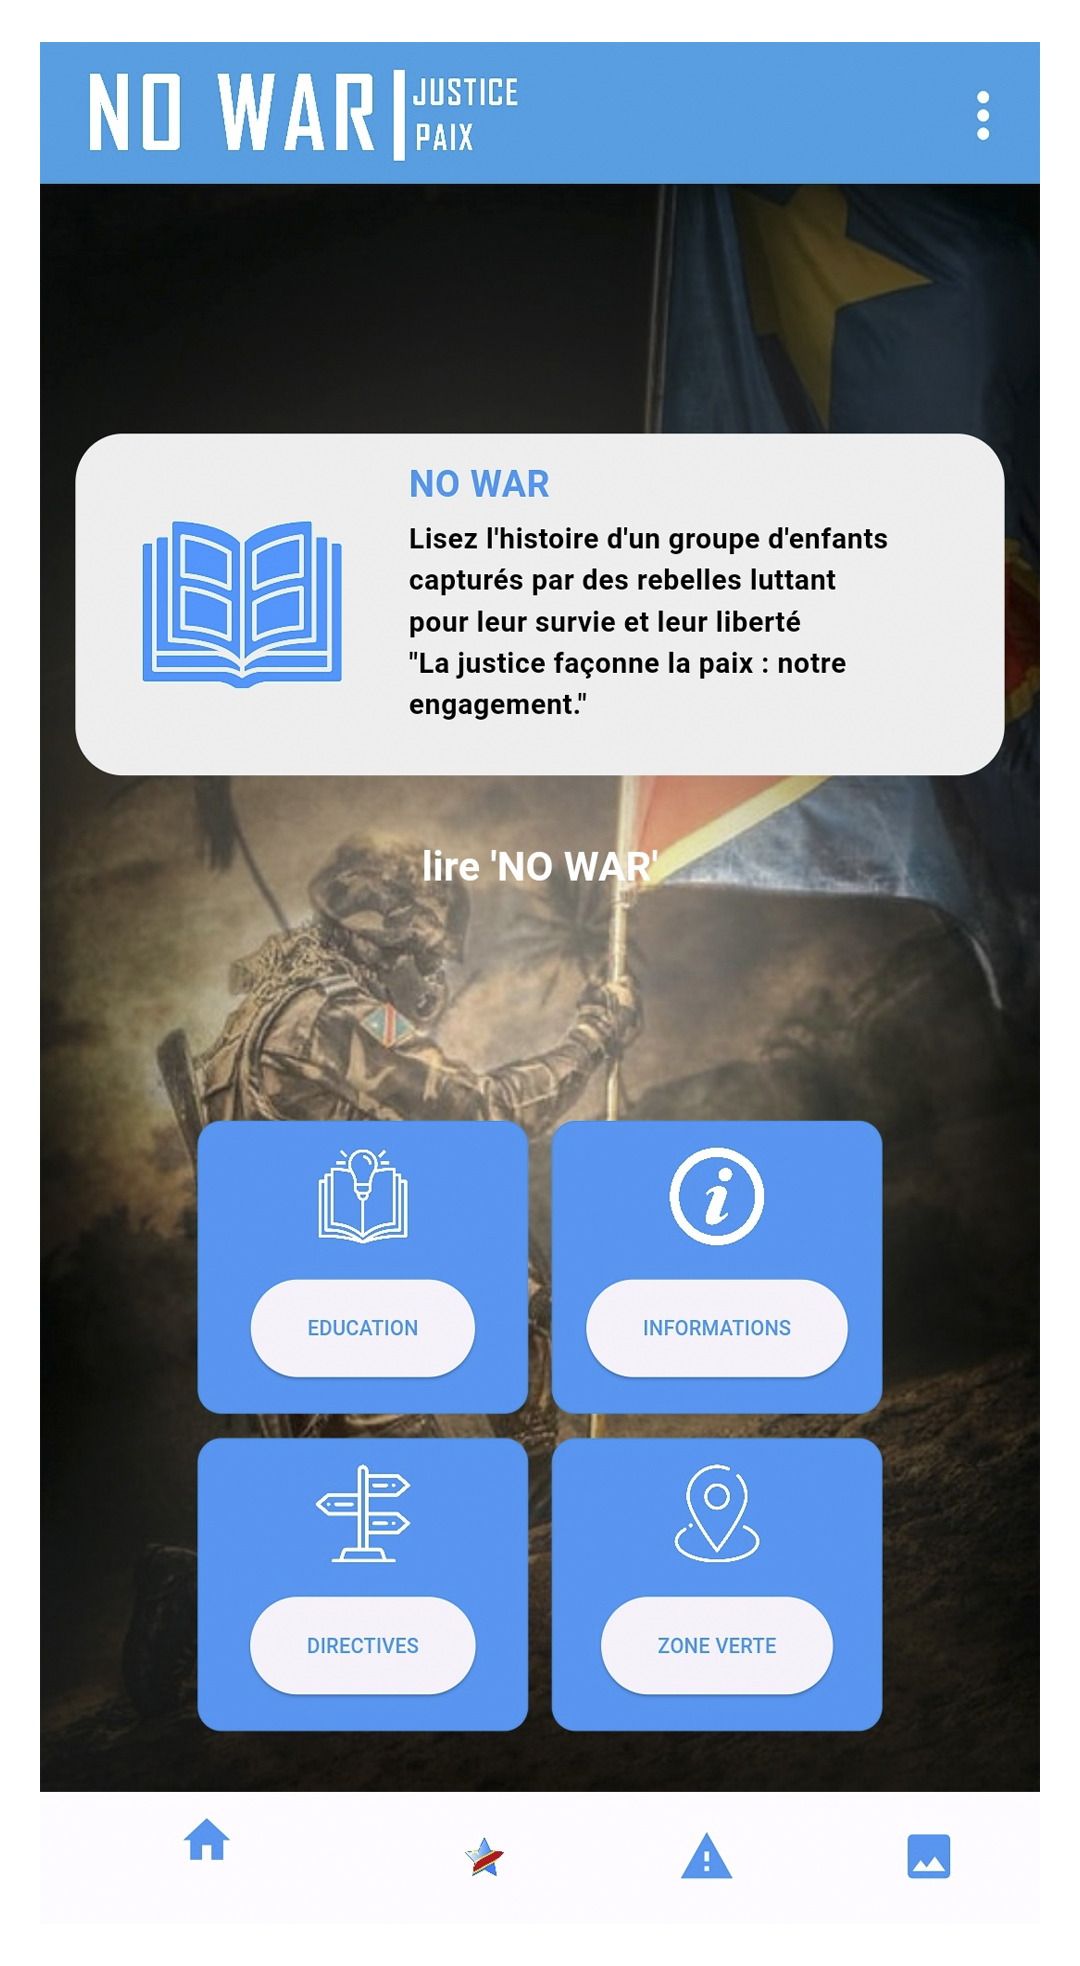 NO WAR
JUSTICE
PAIX
NO WAR
Lisez l'histoire d'un groupe d'enfants
capturés par des rebelles luttant
pour leur survie et leur liberté
"La justice façonne la paix : notre
engagement."
lire 'NO WAR'
EDUCATION
INFORMATIONS
DIRECTIVES
ZONE VERTE